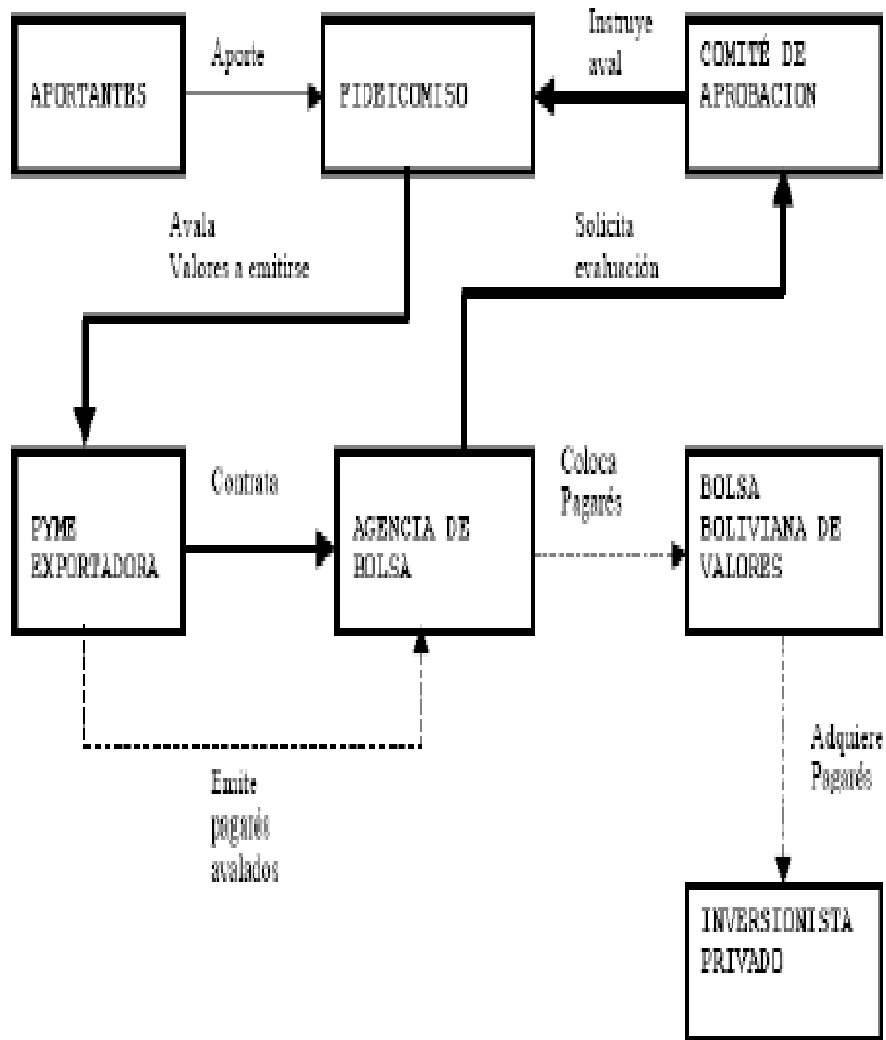 Aporte
Instruye
aval
APORTANTES
FIDEICOMISO
COMITÉ DE
APROBACION
Avala
Valores a emitirse
Solicita
evaluación
Contrata
Coloca
Pagarés
PYME
EXPORTADORA
AGENCIA DE
BOLSA
BOLSA
BOLIVIANA DE
VALORES
Emite
pagarés
avalados
Adquiere
Pagarés
INVERSIONISTA
PRIVADO